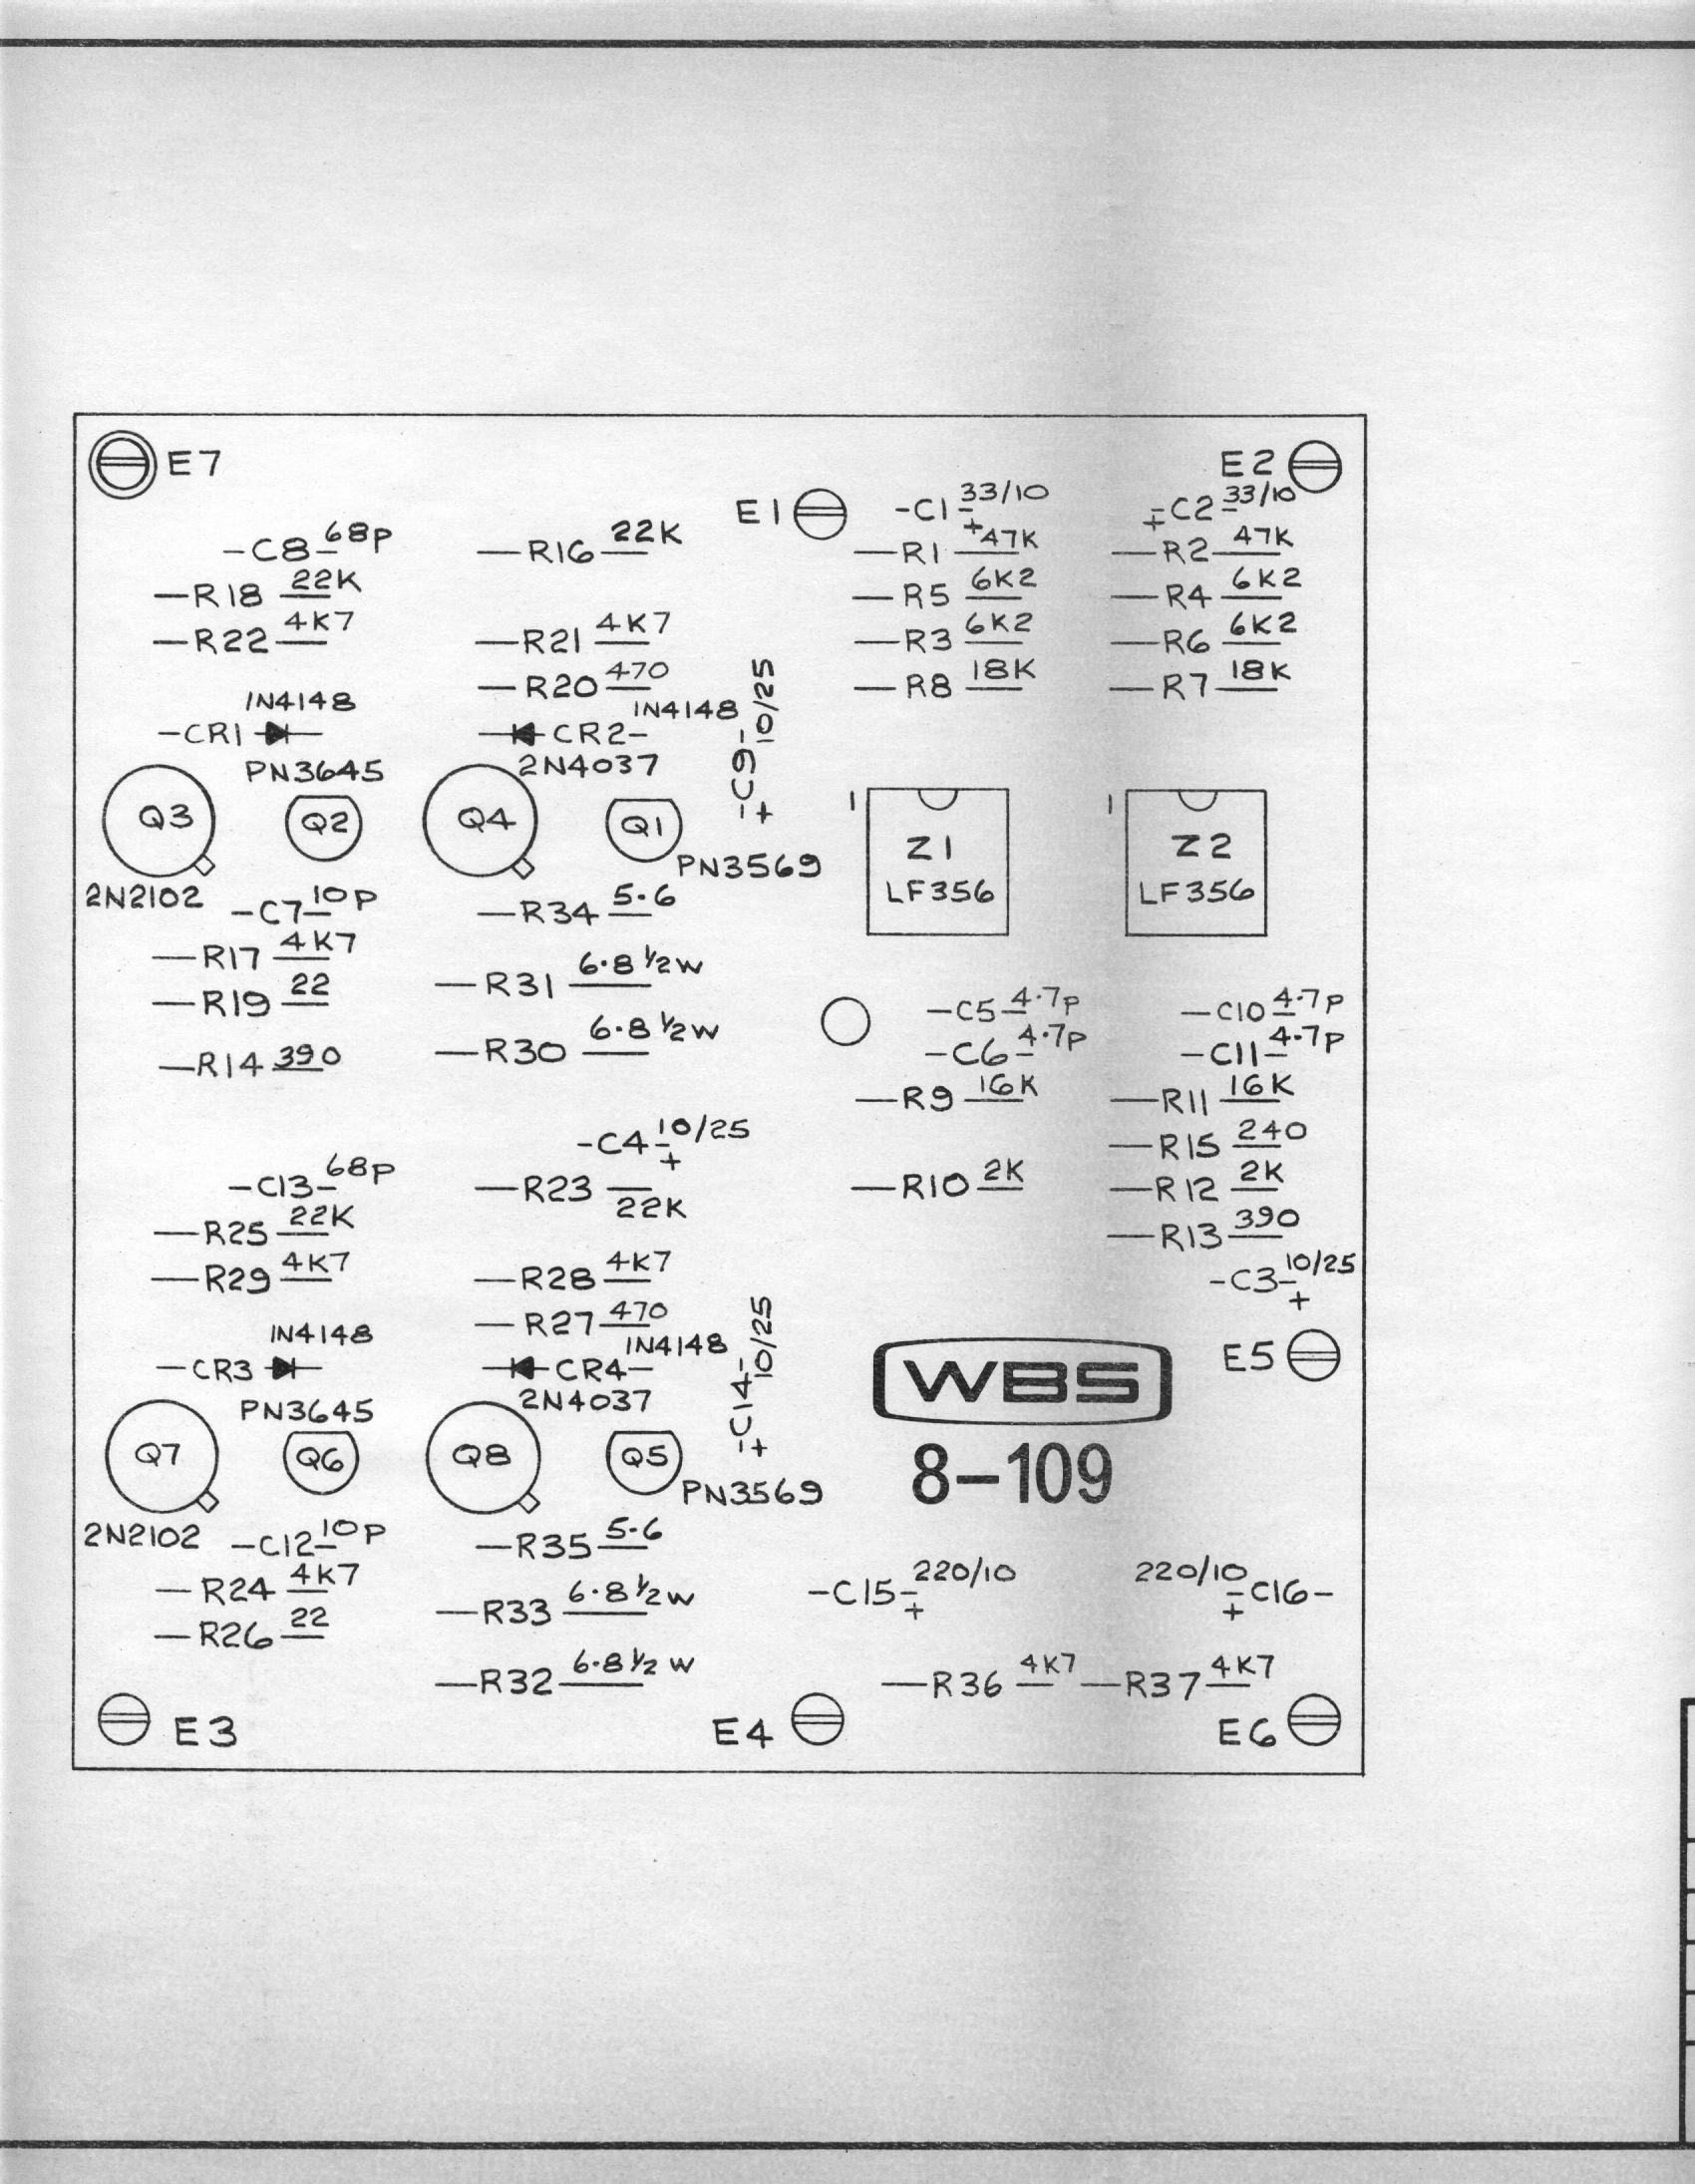 E7
E2
E1
-C1- 33/10
+
+C2- 33/10
-C8- 68p
R16 22K
R1 47K
R2 47K
R18 22K
R5 6K2
R4 6K2
R22 4K7
R21 4K7
R3 6K2
R6 6K2
R20 470
R8 18K
R7 18K
1N4148
-CR1
1N4148
CR2-
-C9- 10/25
+
PN3645
2N4037
Q3
Q2
Q4
Q1
1
Z1
LF356
1
Z2
LF356
PN3569
2N2102
-C7- 10p
R34 5·6
R17 4K7
R31 6·8 ½W
R19 22
-C5- 4·7p
-C10- 4·7p
R30 6·8 ½W
-C6- 4·7p
-C11- 4·7p
R14 390
R9 16K
R11 16K
-C4- 10/25
+
R15 240
-C13- 68p
R23 22K
R10 2K
R12 2K
R25 22K
R13 390
R29 4K7
R28 4K7
-C3- 10/25
+
R27 470
1N4148
-CR3
1N4148
CR4-
-C14- 10/25
+
E5
WBS
8-109
PN3645
2N4037
Q7
Q6
Q8
Q5
PN3569
2N2102
-C12- 10p
R35 5·6
R24 4K7
R33 6·8 ½W
-C15- 220/10
+
220/10 -C16-
+
R26 22
R32 6·8 ½W
R36 4K7
R37 4K7
E3
E4
E6